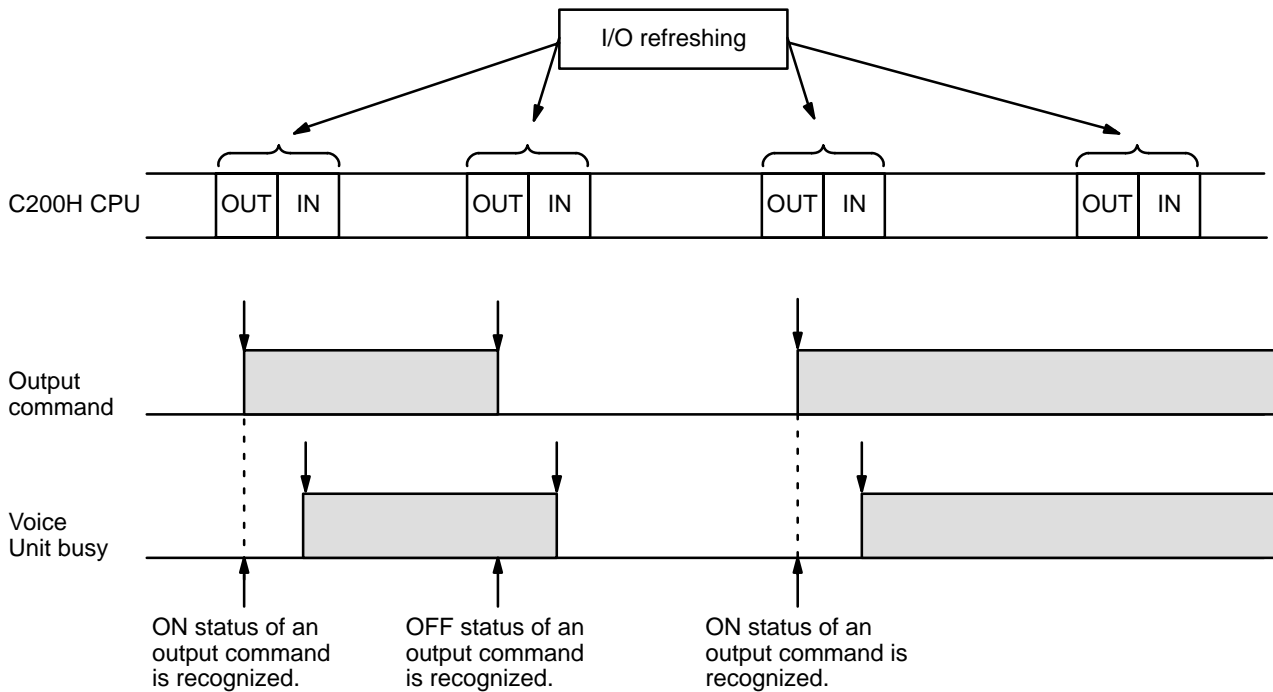 I/O refreshing
C200H CPU
OUT IN
OUT IN
OUT IN
OUT IN
Output
command
Voice
Unit busy
ON status of an
output command
is recognized.
OFF status of an
output command
is recognized.
ON status of an
output command is
recognized.